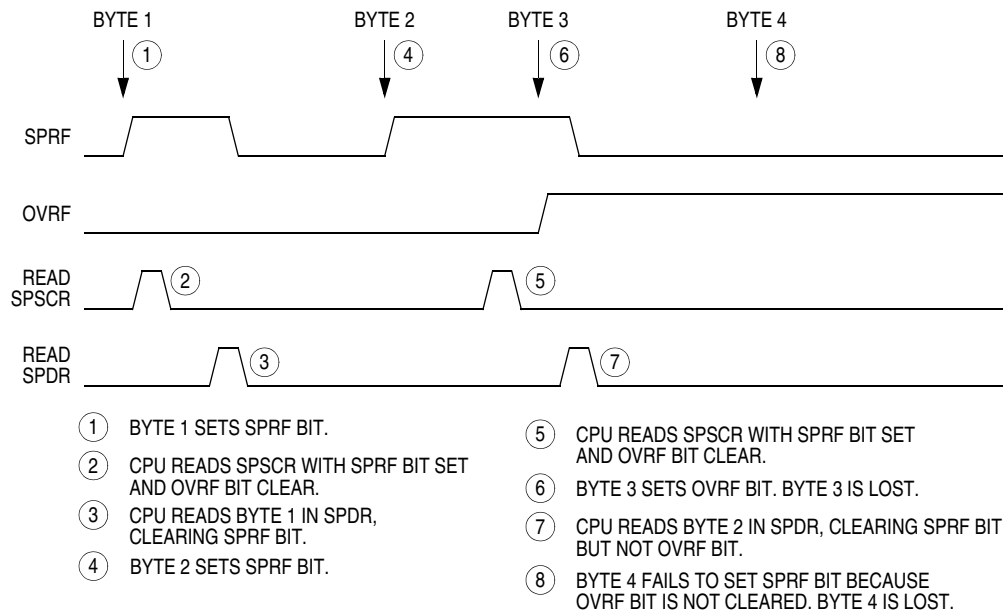 BYTE 1
BYTE 2
BYTE 3
BYTE 4
1
4
6
8
SPRF
OVRF
READ
SPSCR
2
5
READ
SPDR
3
7
1 BYTE 1 SETS SPRF BIT.
2 CPU READS SPSCR WITH SPRF BIT SET
AND OVRF BIT CLEAR.
3 CPU READS BYTE 1 IN SPDR,
CLEARING SPRF BIT.
4 BYTE 2 SETS SPRF BIT.
5 CPU READS SPSCR WITH SPRF BIT SET
AND OVRF BIT CLEAR.
6 BYTE 3 SETS OVRF BIT. BYTE 3 IS LOST.
7 CPU READS BYTE 2 IN SPDR, CLEARING SPRF BIT
BUT NOT OVRF BIT.
8 BYTE 4 FAILS TO SET SPRF BIT BECAUSE
OVRF BIT IS NOT CLEARED. BYTE 4 IS LOST.